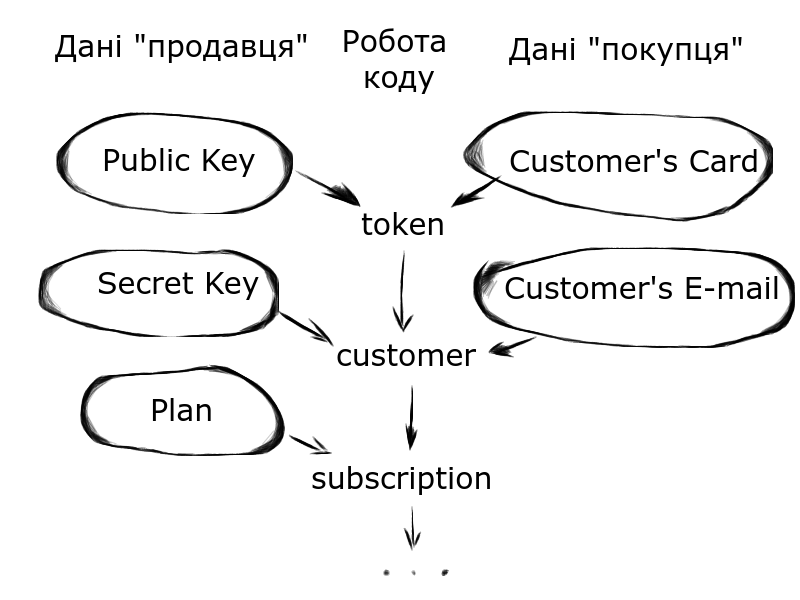 Дані "продавця"
Робота
коду
Дані "покупця"
Public Key
Customer's Card
token
Secret Key
Customer's E-mail
customer
Plan
subscription
. . .